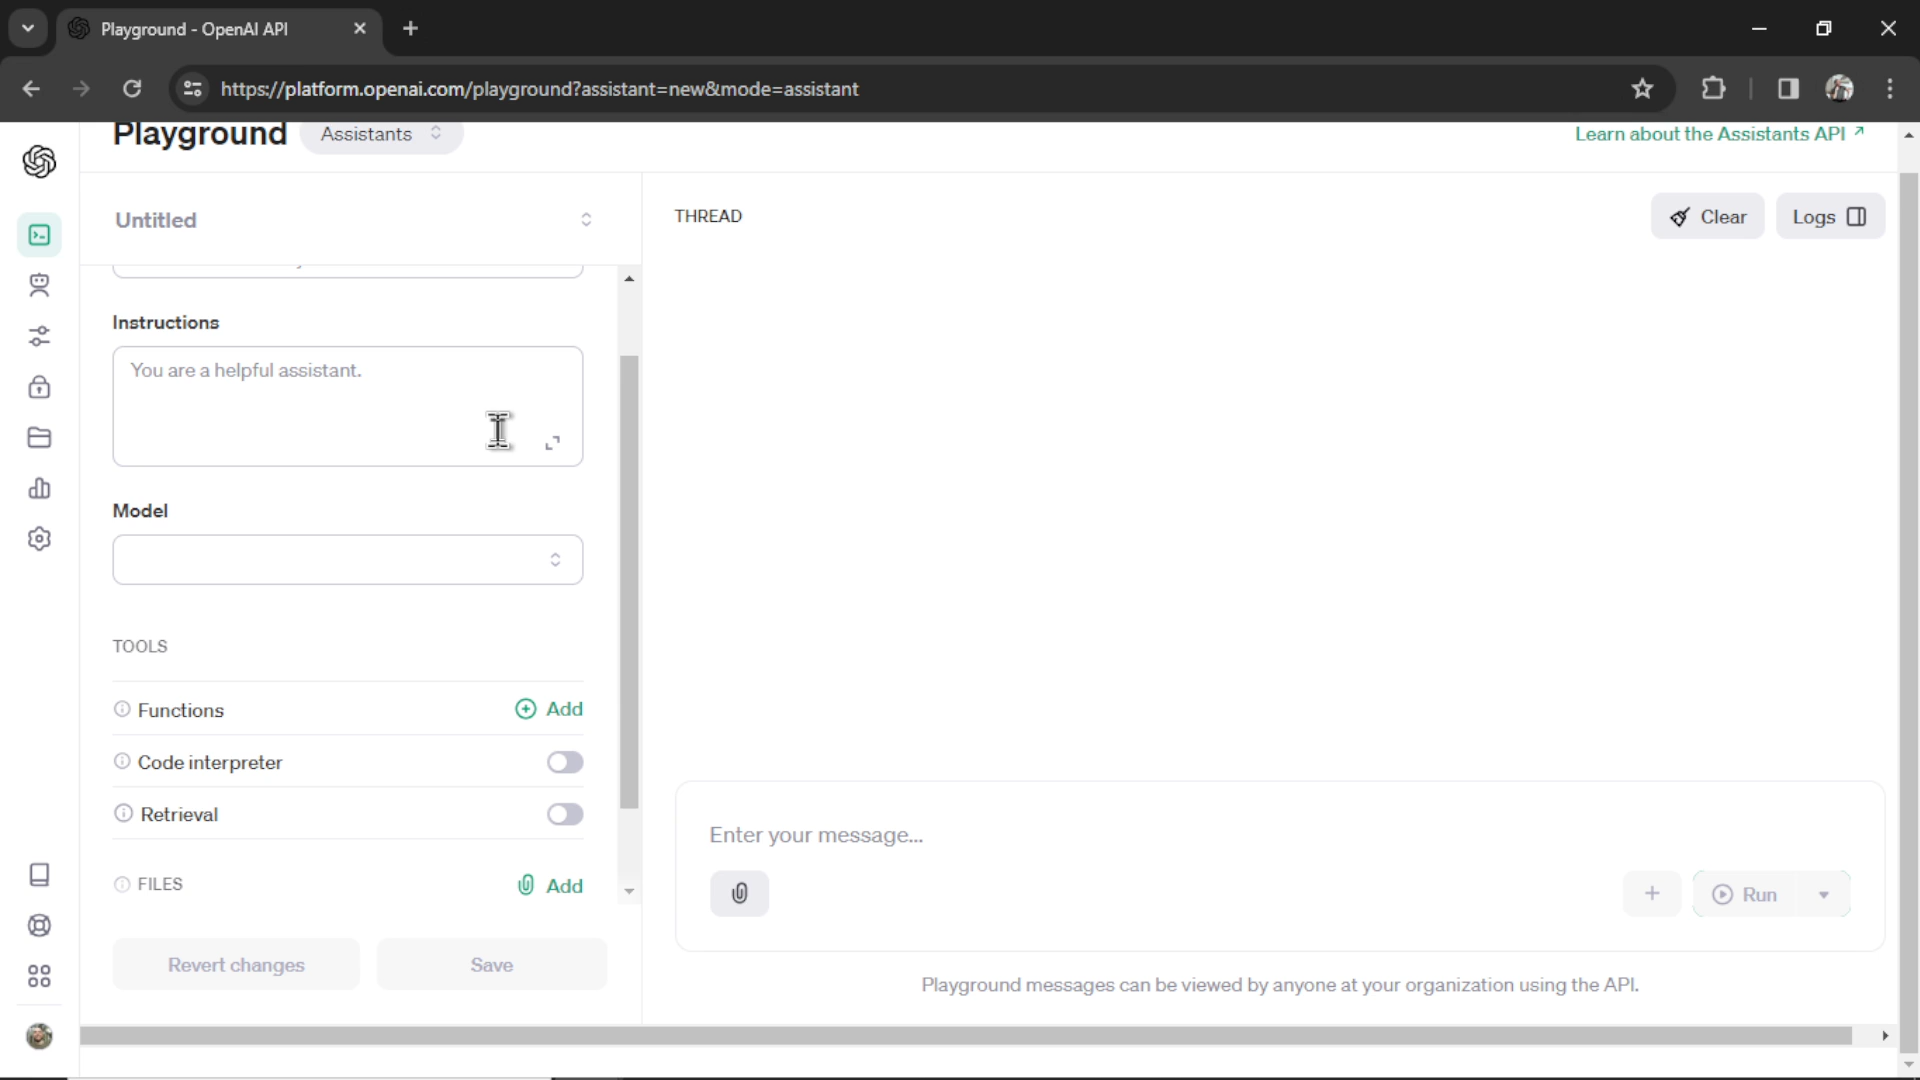 Playground - OpenAI API
https://platform.openai.com/playground?assistant=new&mode=assistant
Playground
Assistants
Learn about the Assistants API
Untitled
THREAD
Clear
Logs
Instructions
You are a helpful assistant.
Model
TOOLS
Functions
Add
Code interpreter
Retrieval
FILES
Add
Revert changes
Save
Enter your message...
Run
Playground messages can be viewed by anyone at your organization using the API.